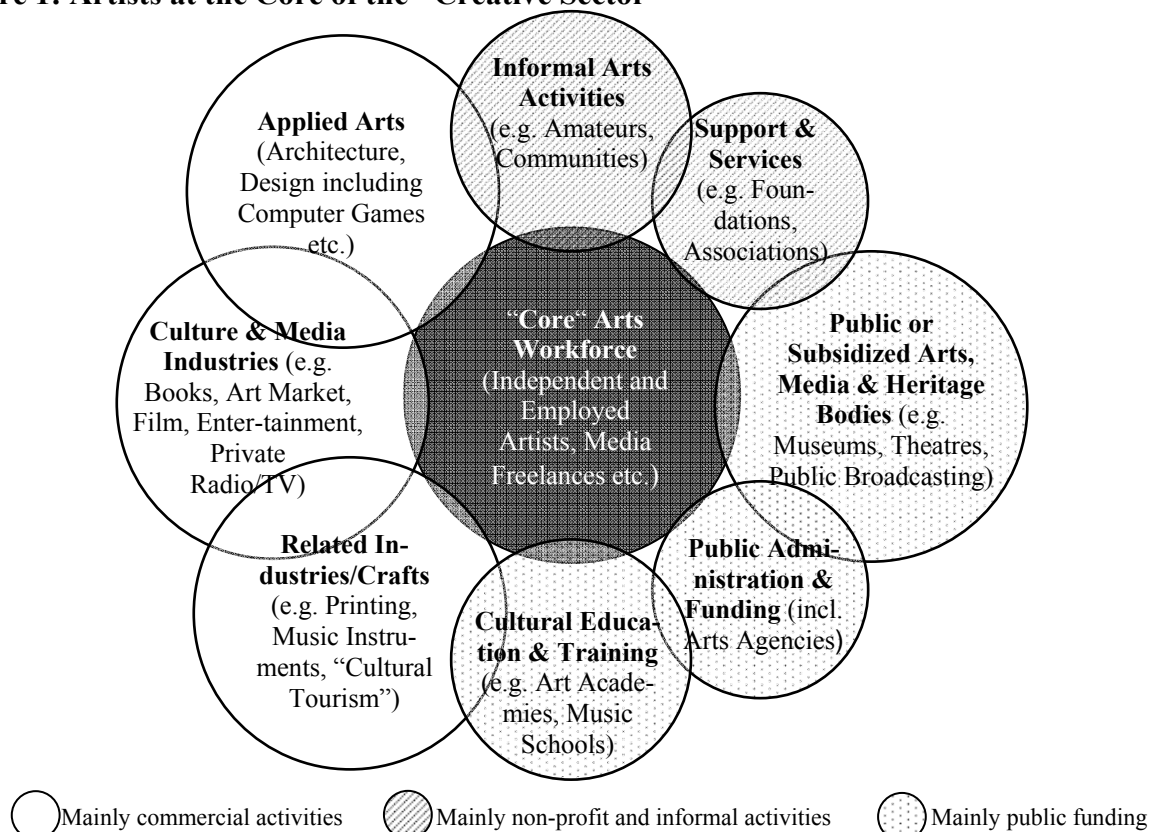 re 1: Artists at the Core of the “Creative Sector”
Informal Arts
Activities
(e.g. Amateurs,
Communities)
Applied Arts
(Architecture,
Design including
Computer Games
etc.)
Support &
Services
(e.g. Foun-
dations,
Associations)
Culture & Media
Industries (e.g.
Books, Art Market,
Film, Enter-tainment,
Private
Radio/TV)
“Core“ Arts
Workforce
(Independent and
Employed
Artists, Media
Freelances etc.)
Public or
Subsidized Arts,
Media & Heritage
Bodies (e.g.
Museums, Theatres,
Public Broadcasting)
Related In-
dustries/Crafts
(e.g. Printing,
Music Instru-
ments, “Cultural
Tourism”)
Cultural Educa-
tion & Training
(e.g. Art Acade-
mies, Music
Schools)
Public Admi-
nistration &
Funding (incl.
Arts Agencies)
Mainly commercial activities
Mainly non-profit and informal activities
Mainly public funding